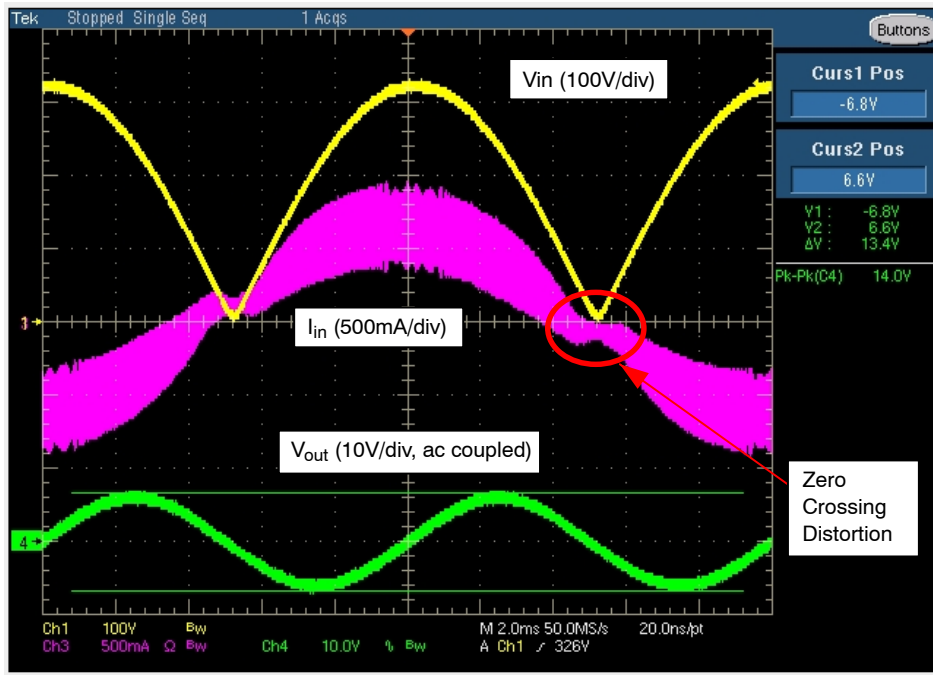 Tek Stopped Single Seq 1 Acqs
Buttons
Vin (100V/div)
Curs1 Pos
-6.8V
Curs2 Pos
6.6V
V1 : -6.8V
V2 : 6.6V
ΔV : 13.4V
Pk-Pk(C4) 14.0V
3
Iin (500mA/div)
Vout (10V/div, ac coupled)
Zero
Crossing
Distortion
4
Ch1 100V Bw M 2.0ms 50.0MS/s 20.0ns/pt
Ch3 500mA Ω Bw Ch4 10.0V Bw A Ch1 326V